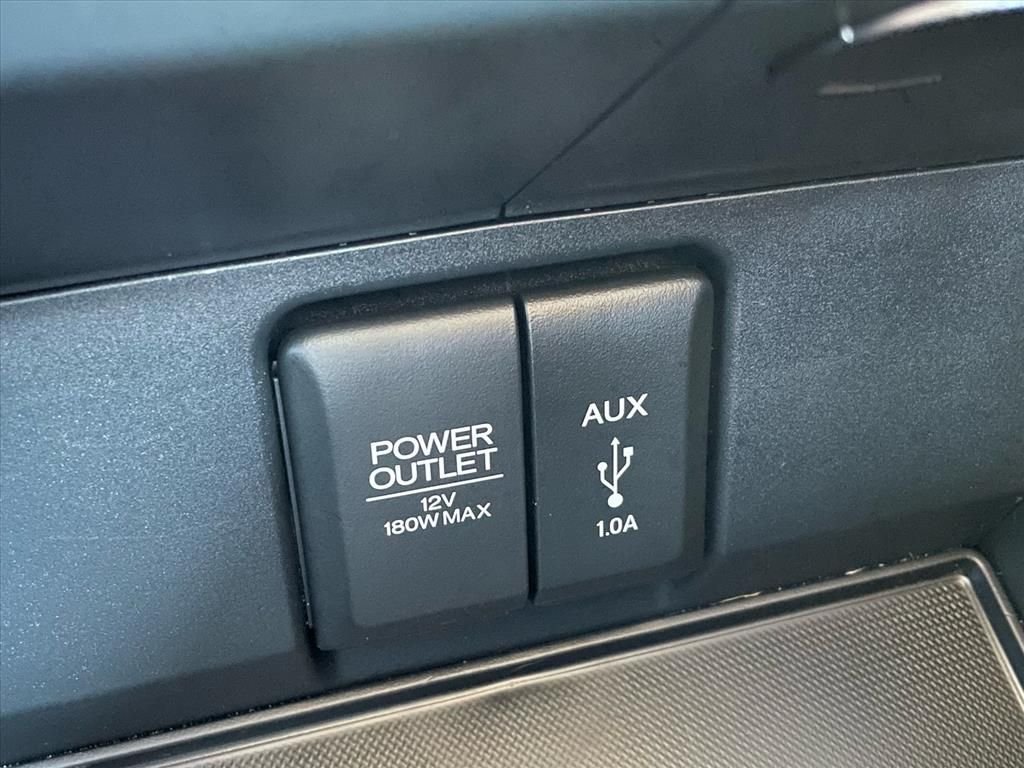 POWER
OUTLET
12V
180W MAX
AUX
1.0A